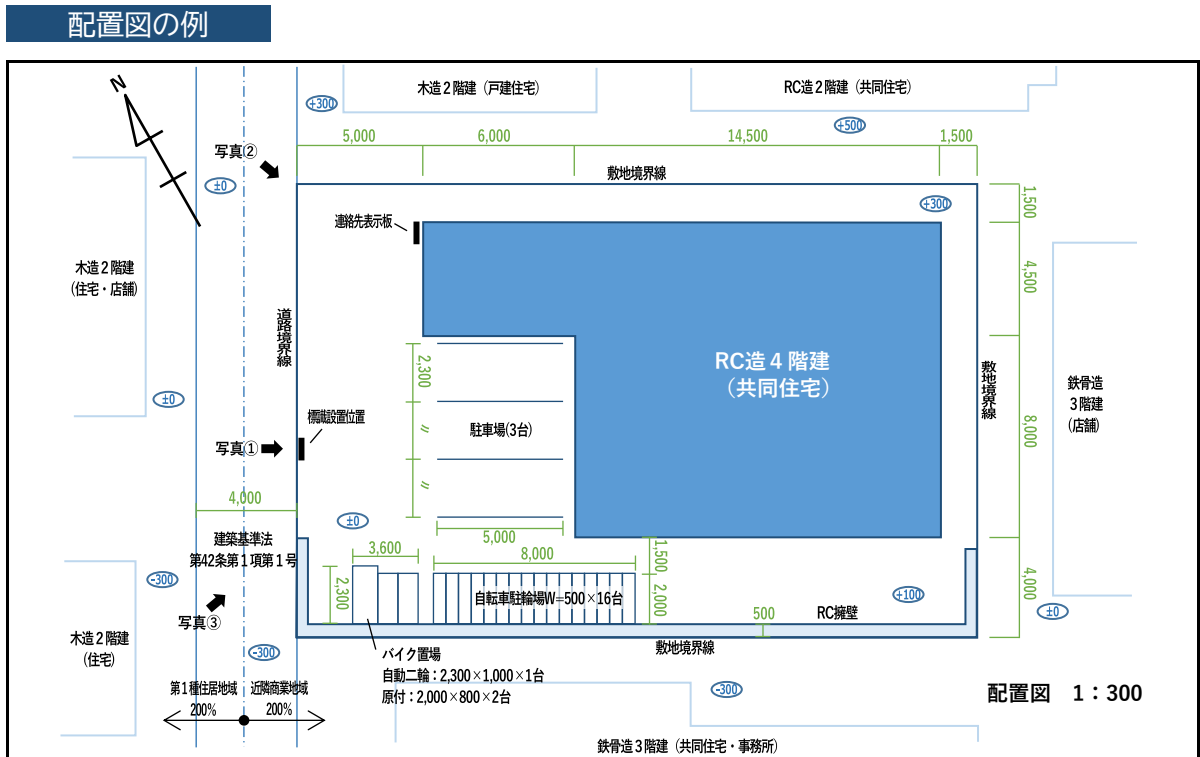 配置図の例
N
木造２階建（戸建住宅）
RC造２階建（共同住宅）
+300
+500
5,000
6,000
14,500
1,500
写真②
敷地境界線
±0
+300
1,500
連絡先表示板
木造２階建
（住宅・店舗）
4,500
道路境界線
2,300
RC造４階建
（共同住宅）
敷地境界線
鉄骨造
３階建
（店舗）
±0
標識設置位置
〃
駐車場(3台)
8,000
写真①
〃
4,000
±0
5,000
建築基準法
第42条第１項第１号
3,600
8,000
1,500
-300
2,300
自転車駐輪場W=500×16台
2,000
+100
4,000
±0
写真③
500
RC擁壁
木造２階建
（住宅）
-300
バイク置場
敷地境界線
自動二輪：2,300×1,000×1台
原付：2,000×800×2台
第１種住居地域
近隣商業地域
200%
200%
-300
配置図　1：300
鉄骨造３階建（共同住宅・事務所）